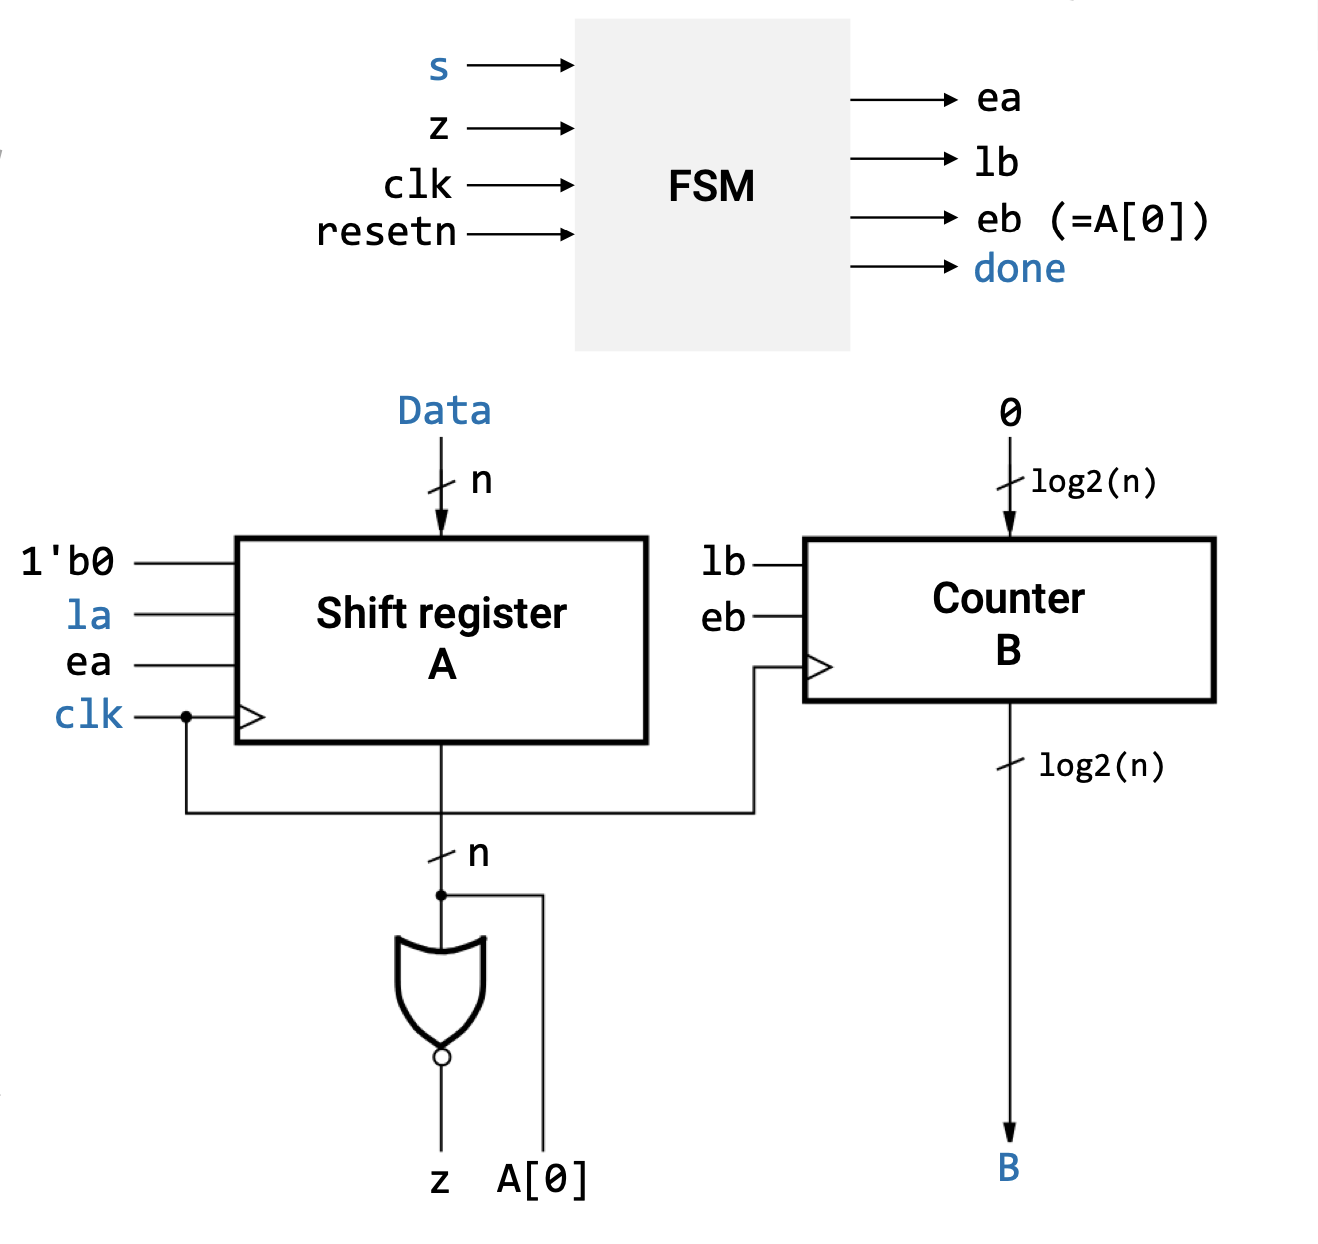 s
z
clk
resetn
FSM
ea
lb
eb (=A[0])
done
Data
n
1'b0
la
ea
clk
Shift register
A
n
z
A[0]
0
log2(n)
lb
eb
Counter
B
log2(n)
B